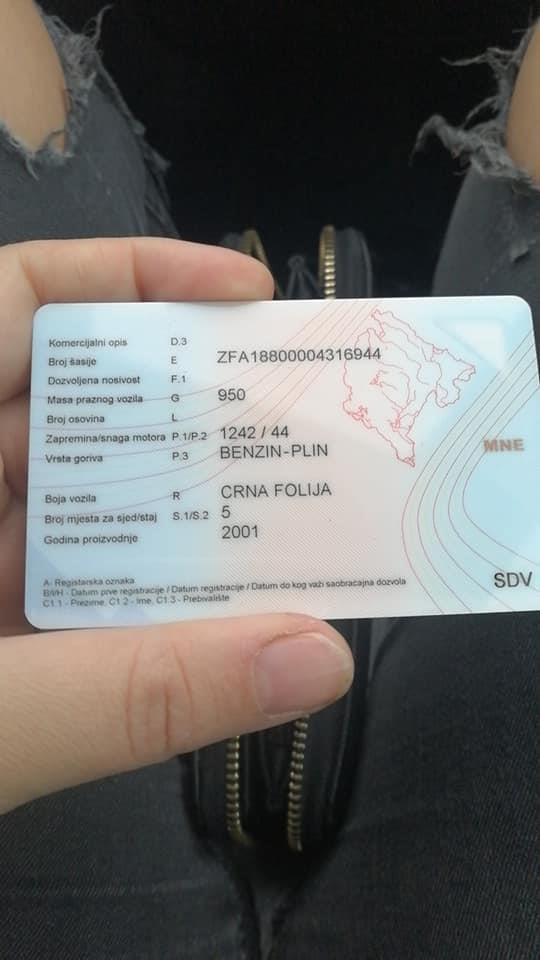 Komercijalni opis D.3
Broj šasije E ZFA18800004316944
Dozvoljena nosivost F.1
Masa praznog vozila G 950
Broj osovina L
Zapremina/snaga motora P.1/P.2 1242 / 44
Vrsta goriva P.3 BENZIN-PLIN
MNE
Boja vozila R CRNA FOLIJA
Broj mjesta za sjed/staj S.1/S.2 5
Godina proizvodnje 2001
A- Registarska oznaka
B/I/H - Datum prve registracije / Datum registracije / Datum do kog važi saobracajna dozvola
C1.1 - Prezime, C1.2 - Ime, C1.3 - Prebivalište
SDV